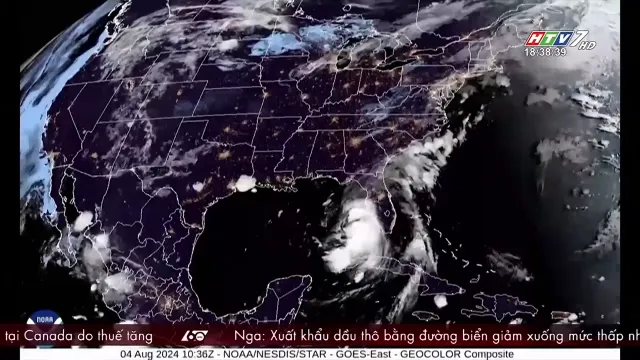 HTV7 HD
18:38:39
NOAA
tại Canada do thuế tăng 60 Nga: Xuất khẩu dầu thô bằng đường biển giảm xuống mức thấp nh
04 Aug 2024 10:36Z - NOAA/NESDIS/STAR - GOES-East - GEOCOLOR Composite